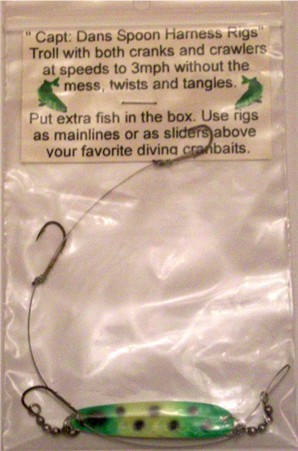 " Capt: Dans Spoon Harness Rigs"
Troll with both cranks and crawlers
at speeds to 3mph without the
mess, twists and tangles.
Put extra fish in the box. Use rigs
as mainlines or as sliders above
your favorite diving crankbaits.